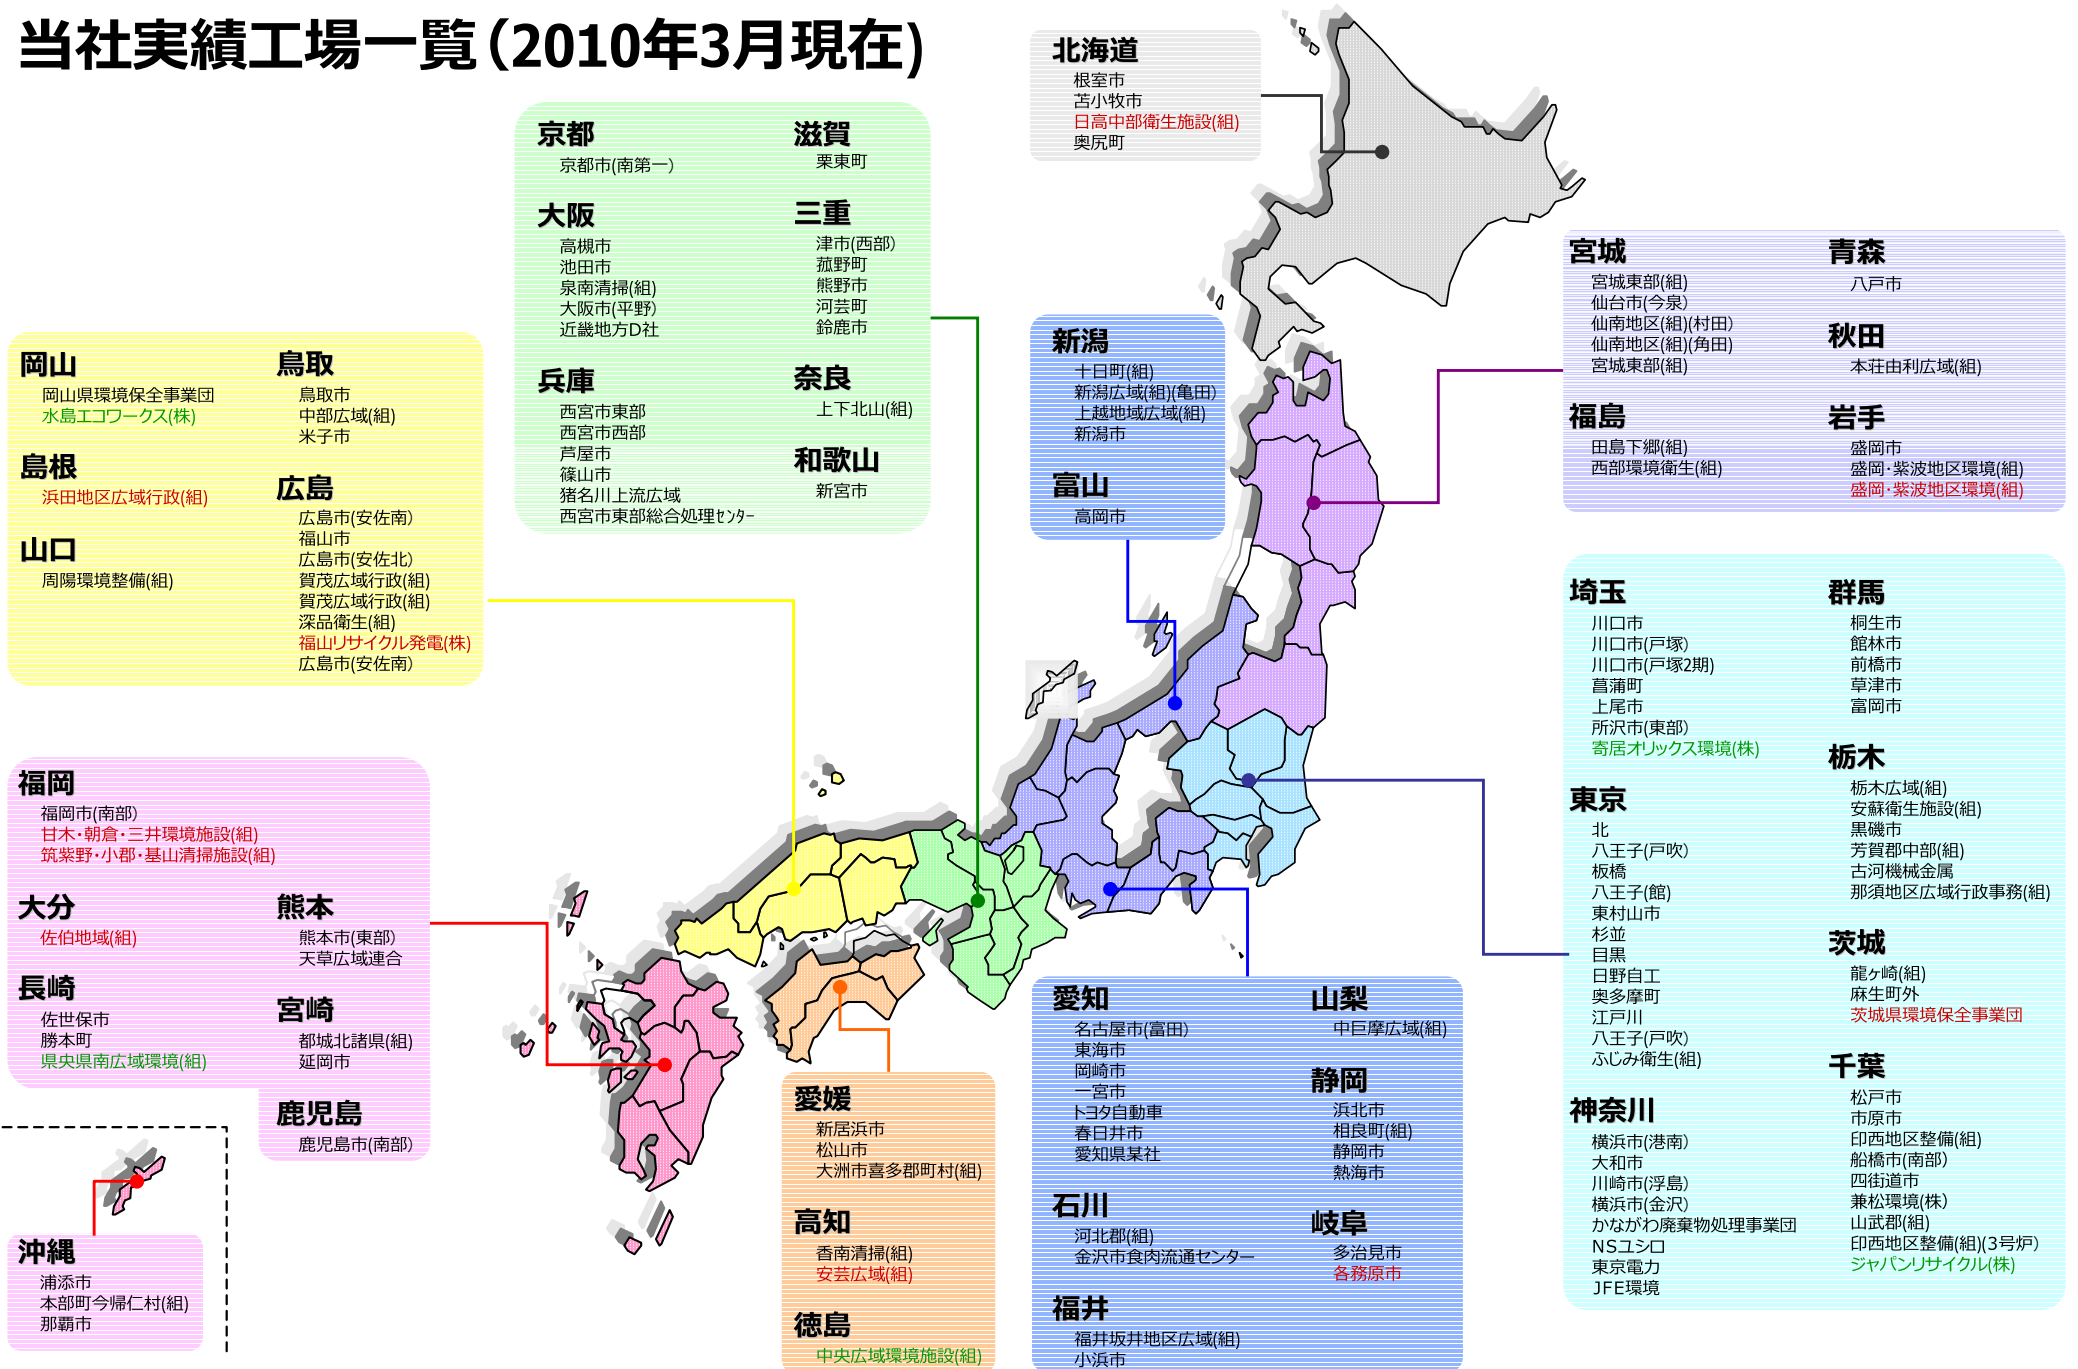 当社実績工場一覧（2010年3月現在)
北海道
根室市
苫小牧市
日高中部衛生施設(組)
奥尻町
京都
京都市(南第一）
大阪
高槻市
池田市
泉南清掃(組)
大阪市(平野）
近畿地方D社
兵庫
西宮市東部
西宮市西部
芦屋市
篠山市
猪名川上流広域
西宮市東部総合処理ｾﾝﾀｰ
滋賀
栗東町
三重
津市(西部）
菰野町
熊野市
河芸町
鈴鹿市
奈良
上下北山(組)
和歌山
新宮市
新潟
十日町(組)
新潟広域(組)(亀田）
上越地域広域(組)
新潟市
富山
高岡市
宮城
宮城東部(組)
仙台市(今泉）
仙南地区(組)(村田）
仙南地区(組)(角田)
宮城東部(組)
福島
田島下郷(組)
西部環境衛生(組)
青森
八戸市
秋田
本荘由利広域(組)
岩手
盛岡市
盛岡･紫波地区環境(組)
盛岡･紫波地区環境(組)
岡山
岡山県環境保全事業団
水島エコワークス(株)
島根
浜田地区広域行政(組)
山口
周陽環境整備(組)
鳥取
鳥取市
中部広域(組)
米子市
広島
広島市(安佐南）
福山市
広島市(安佐北）
賀茂広域行政(組)
賀茂広域行政(組)
深品衛生(組)
福山リサイクル発電(株)
広島市(安佐南）
埼玉
川口市
川口市(戸塚）
川口市(戸塚2期)
菖蒲町
上尾市
所沢市(東部）
寄居オリックス環境(株)
東京
北
八王子(戸吹）
板橋
八王子(館）
東村山市
杉並
目黒
日野自工
奥多摩町
江戸川
八王子(戸吹）
ふじみ衛生(組)
神奈川
横浜市(港南）
大和市
川崎市(浮島）
横浜市(金沢）
かながわ廃棄物処理事業団
NSユシロ
東京電力
JFE環境
群馬
桐生市
館林市
前橋市
草津市
富岡市
栃木
栃木広域(組)
安蘇衛生施設(組)
黒磯市
芳賀郡中部(組)
古河機械金属
那須地区広域行政事務(組)
茨城
龍ヶ崎(組)
麻生町外
茨城県環境保全事業団
千葉
松戸市
市原市
印西地区整備(組)
船橋市(南部）
四街道市
兼松環境(株)
山武郡(組)
印西地区整備(組)(3号炉）
ジャパンリサイクル(株)
福岡
福岡市(南部）
甘木･朝倉･三井環境施設(組)
筑紫野･小郡･基山清掃施設(組)
大分
佐伯地域(組)
長崎
佐世保市
勝本町
県央県南広域環境(組)
熊本
熊本市(東部）
天草広域連合
宮崎
都城北諸県(組)
延岡市
鹿児島
鹿児島市(南部）
沖縄
浦添市
本部町今帰仁村(組)
那覇市
愛媛
新居浜市
松山市
大洲市喜多郡町村(組)
高知
香南清掃(組)
安芸広域(組)
徳島
中央広域環境施設(組)
愛知
名古屋市(富田）
東海市
岡崎市
一宮市
ﾄヨタ自動車
春日井市
愛知県某社
石川
河北郡(組)
金沢市食肉流通センター
福井
福井坂井地区広域(組)
小浜市
山梨
中巨摩広域(組)
静岡
浜北市
相良町(組)
静岡市
熱海市
岐阜
多治見市
各務原市